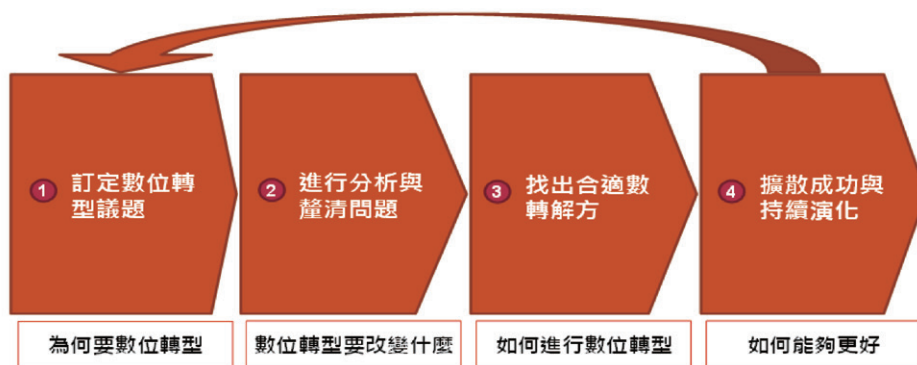 1 訂定數位轉
型議題
2 進行分析與
釐清問題
3 找出合適數
轉解方
4 擴散成功與
持續演化
為何要數位轉型
數位轉型要改變什麼
如何進行數位轉型
如何能夠更好